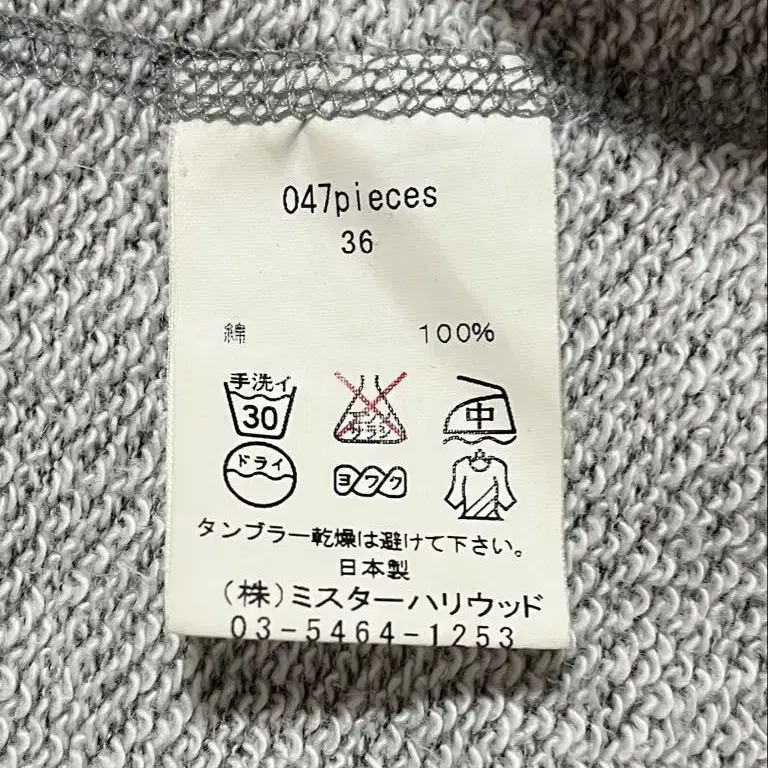 047pieces
36
綿 100%
手洗イ 中
30
ドライ ヨワク
タンブラー乾燥は避けて下さい。
日本製
(株)ミスターハリウッド
03-5464-1253